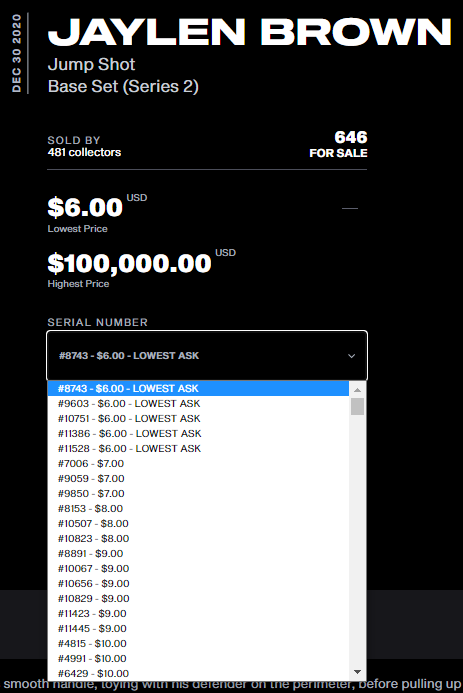 DEC 30 2020
JAYLEN BROWN
Jump Shot
Base Set (Series 2)
SOLD BY
481 collectors
646
FOR SALE
$6.00 USD
Lowest Price
$100,000.00 USD
Highest Price
SERIAL NUMBER
#8743 - $6.00 - LOWEST ASK
#8743 - $6.00 - LOWEST ASK
#9603 - $6.00 - LOWEST ASK
#10751 - $6.00 - LOWEST ASK
#11386 - $6.00 - LOWEST ASK
#11528 - $6.00 - LOWEST ASK
#7006 - $7.00
#9059 - $7.00
#9850 - $7.00
#8153 - $8.00
#10507 - $8.00
#10823 - $8.00
#8891 - $9.00
#10067 - $9.00
#10656 - $9.00
#10829 - $9.00
#11423 - $9.00
#11445 - $9.00
#4815 - $10.00
#4991 - $10.00
#6429 - $10.00
smooth handle, toying with his defender on the perimeter, before pulling up